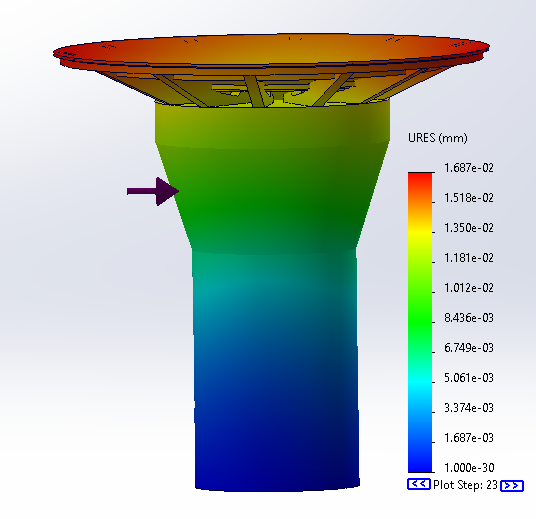 URES (mm)
1.687e-02
1.518e-02
1.350e-02
1.181e-02
1.012e-02
8.436e-03
6.749e-03
5.061e-03
3.374e-03
1.687e-03
1.000e-30
<< Plot Step: 23 >>